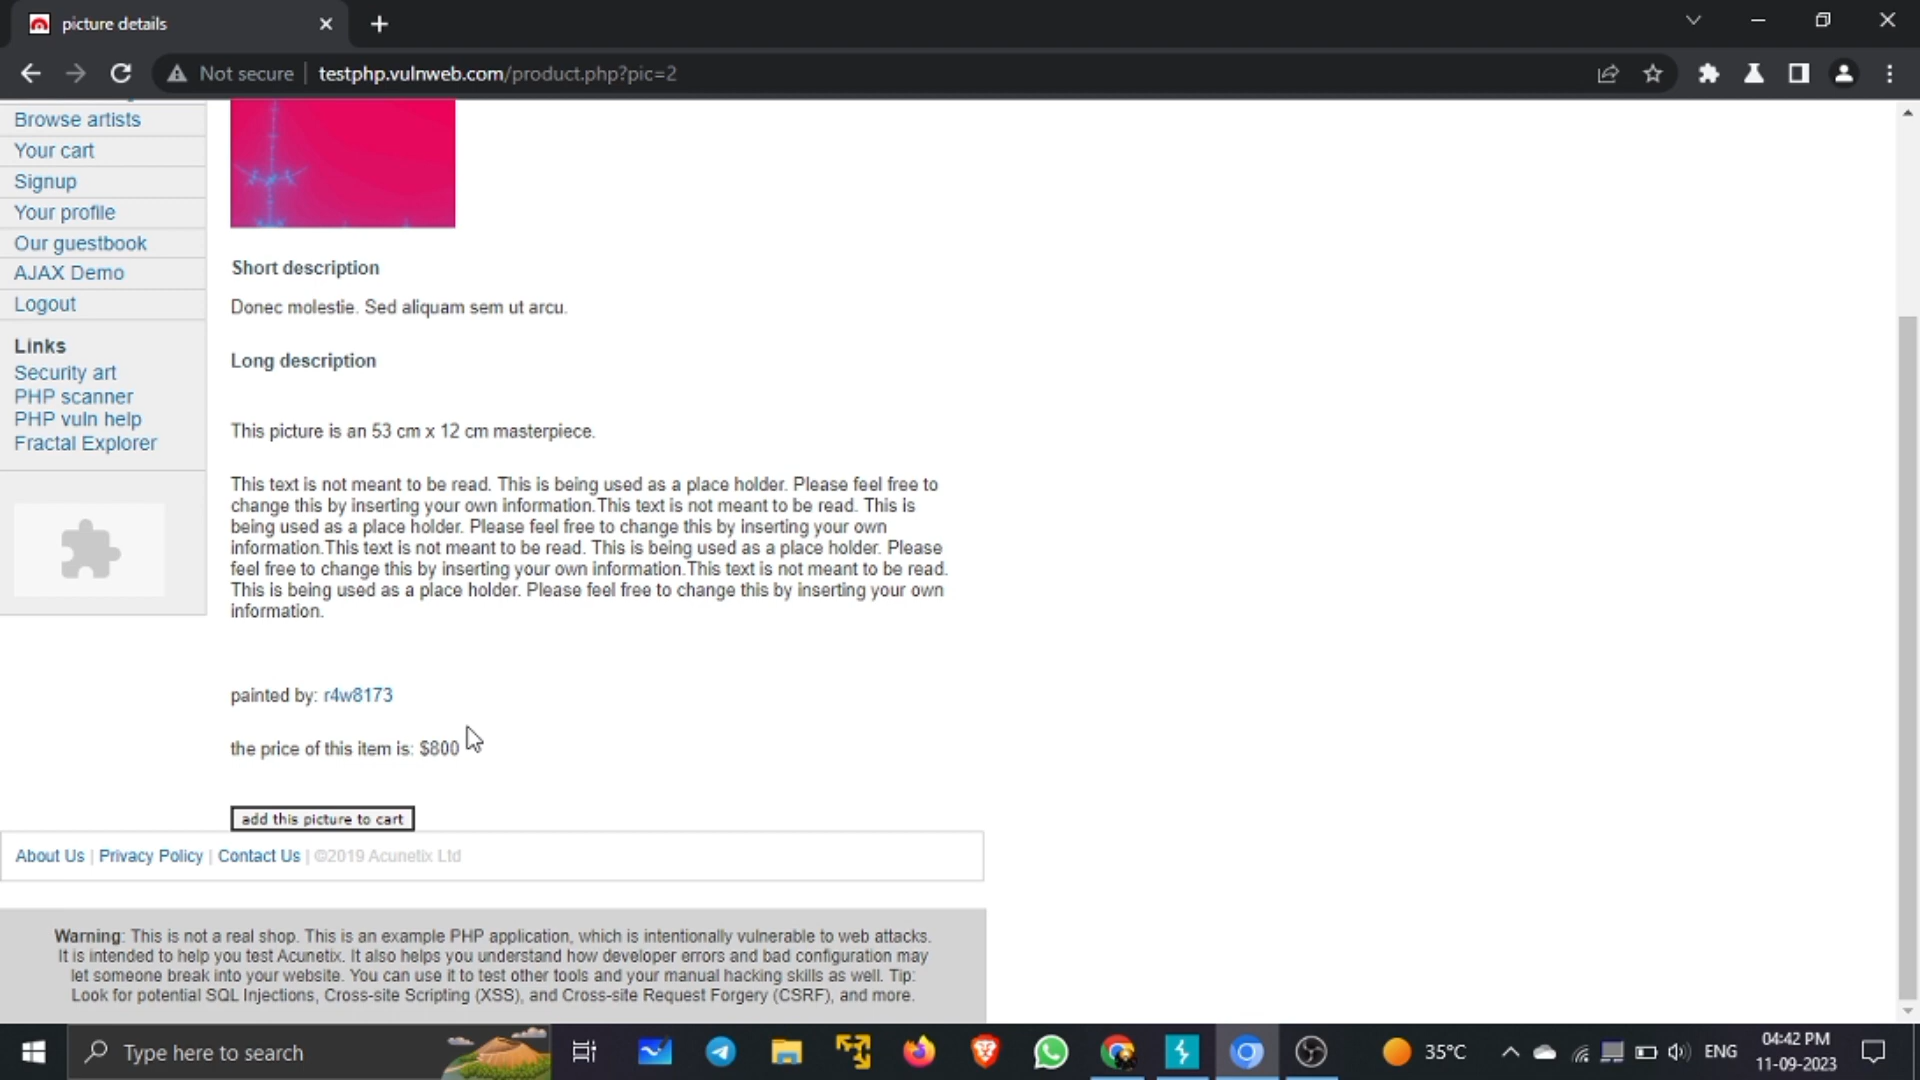 picture details
Not secure
testphp.vulnweb.com/product.php?pic=2
Browse artists
Your cart
Signup
Your profile
Our guestbook
AJAX Demo
Logout
Links
Security art
PHP scanner
PHP vuln help
Fractal Explorer
Short description
Donec molestie. Sed aliquam sem ut arcu.
Long description
This picture is an 53 cm x 12 cm masterpiece.
This text is not meant to be read. This is being used as a place holder. Please feel free to
change this by inserting your own information.This text is not meant to be read. This is
being used as a place holder. Please feel free to change this by inserting your own
information.This text is not meant to be read. This is being used as a place holder. Please
feel free to change this by inserting your own information.This text is not meant to be read.
This is being used as a place holder. Please feel free to change this by inserting your own
information.
painted by: r4w8173
the price of this item is: $800
add this picture to cart
About Us | Privacy Policy | Contact Us | ©2019 Acunetix Ltd
Warning: This is not a real shop. This is an example PHP application, which is intentionally vulnerable to web attacks.
It is intended to help you test Acunetix. It also helps you understand how developer errors and bad configuration may
let someone break into your website. You can use it to test other tools and your manual hacking skills as well. Tip:
Look for potential SQL Injections, Cross-site Scripting (XSS), and Cross-site Request Forgery (CSRF), and more.
Type here to search
35°C
ENG
04:42 PM
11-09-2023